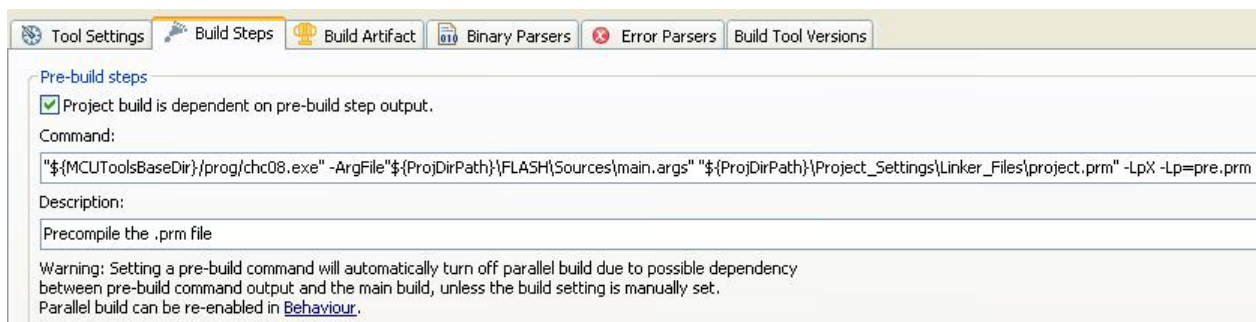 Tool Settings Build Steps Build Artifact Binary Parsers Error Parsers Build Tool Versions
Pre-build steps
Project build is dependent on pre-build step output.
Command:
"${MCUToolsBaseDir}/prog/chc08.exe" -ArgFile"${ProjDirPath}\FLASH\Sources\main.args" "${ProjDirPath}\Project_Settings\Linker_Files\project.prm" -LpX -Lp=pre.prm
Description:
Precompile the .prm file
Warning: Setting a pre-build command will automatically turn off parallel build due to possible dependency
between pre-build command output and the main build, unless the build setting is manually set.
Parallel build can be re-enabled in Behaviour.